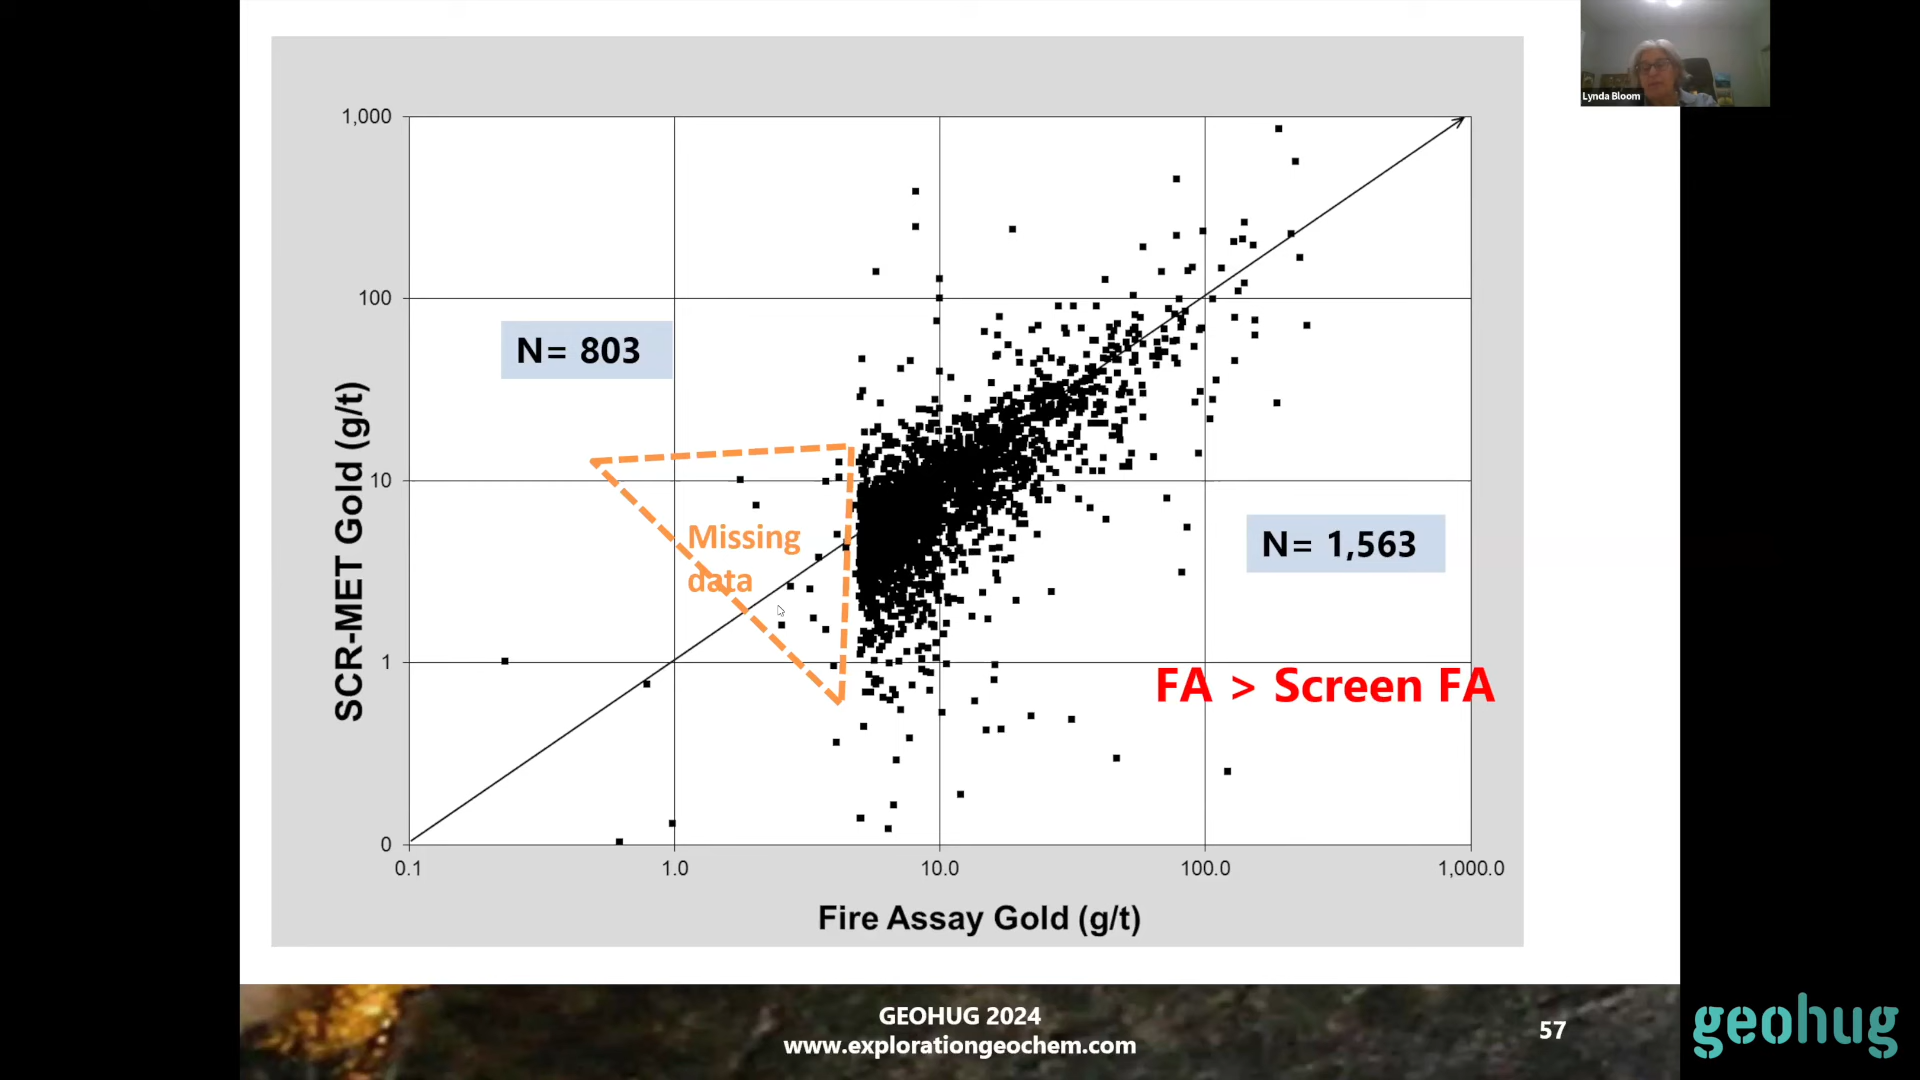 Lynda Bloom
1,000
100
10
1
0
SCR-MET Gold (g/t)
N= 803
Missing
data
N= 1,563
FA > Screen FA
0.1
1.0
10.0
100.0
1,000.0
Fire Assay Gold (g/t)
GEOHUG 2024
www.explorationgeochem.com
57
geohug